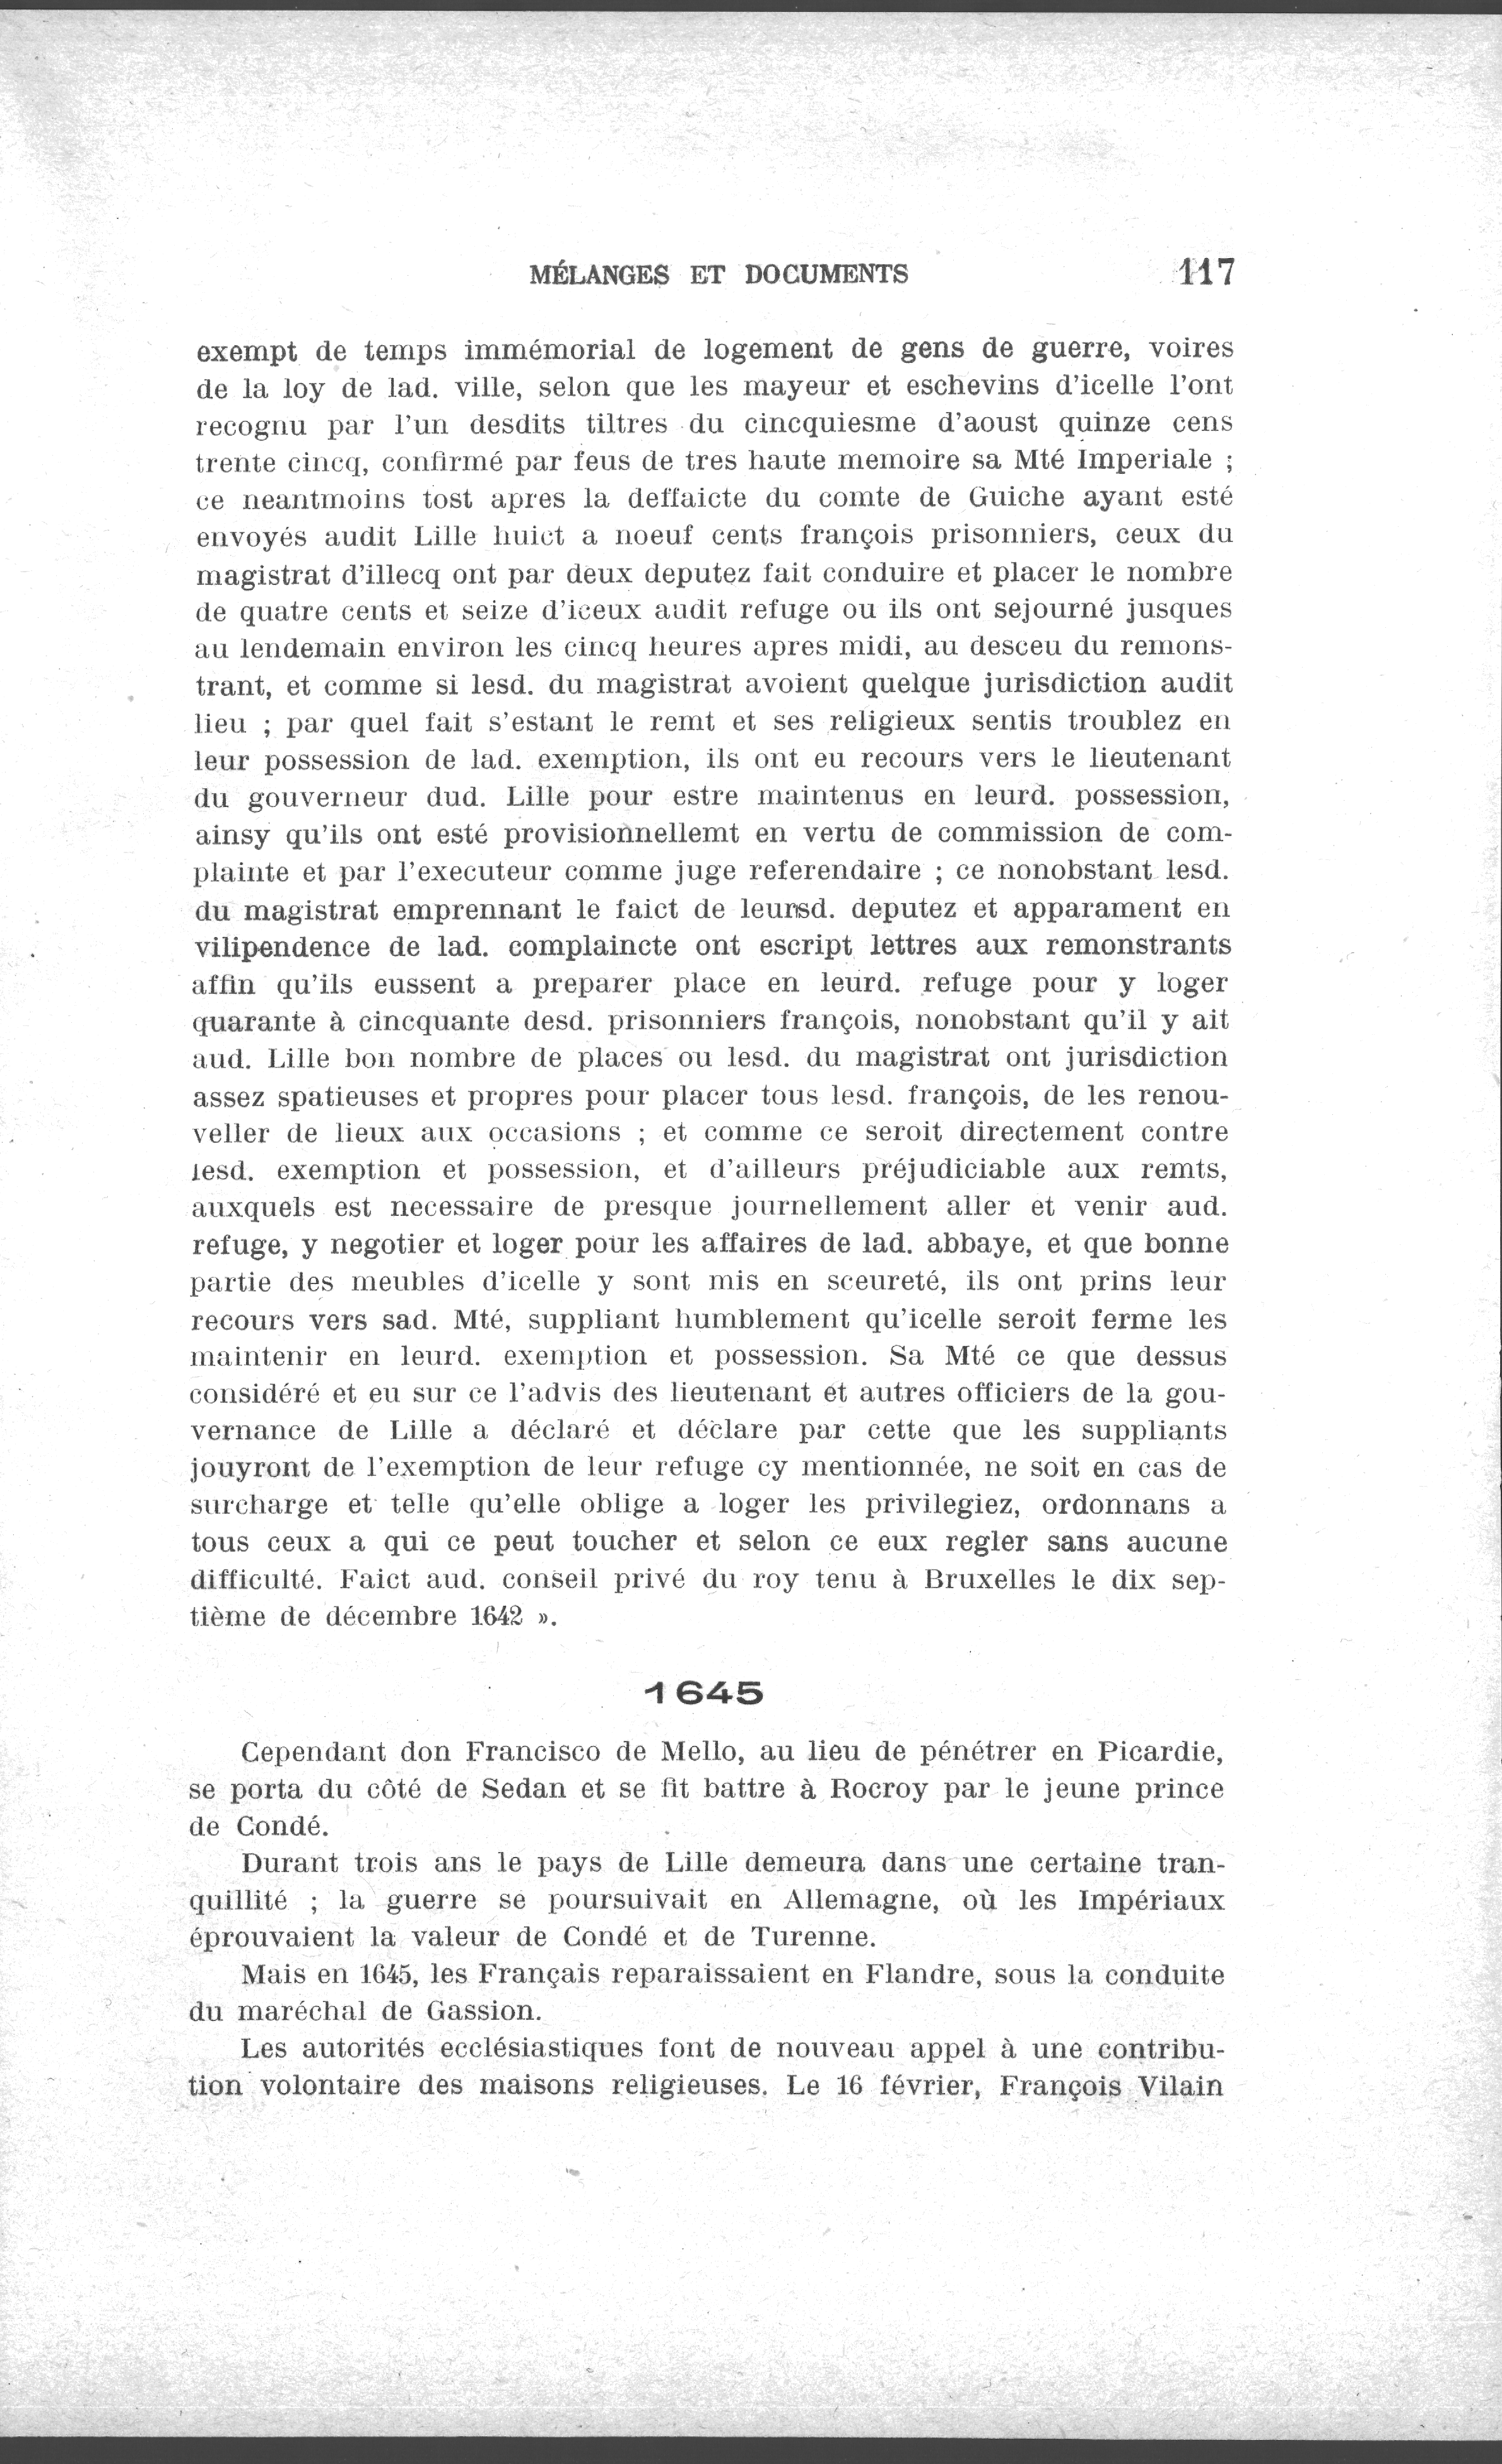 MÉLANGES ET DOCUMENTS 117
exempt de temps immémorial de logement de gens de guerre, voires
de la loy de lad. ville, selon que les mayeur et eschevins d'icelle l'ont
recognu par l'un desdits tiltres du cincquiesme d'aoust quinze cens
trente cincq, confirmé par feus de tres haute memoire sa Mté Imperiale ;
ce neantmoins tost apres la deffaicte du comte de Guiche ayant esté
envoyés audit Lille huict a noeuf cents françois prisonniers, ceux du
magistrat d'illecq ont par deux deputez fait conduire et placer le nombre
de quatre cents et seize d'iceux audit refuge ou ils ont sejourné jusques
au lendemain environ les cincq heures apres midi, au desceu du remons-
trant, et comme si lesd. du magistrat avoient quelque jurisdiction audit
lieu ; par quel fait s'estant le remt et ses religieux sentis troublez en
leur possession de lad. exemption, ils ont eu recours vers le lieutenant
du gouverneur dud. Lille pour estre maintenus en leurd. possession,
ainsy qu'ils ont esté provisionnellemt en vertu de commission de com-
plainte et par l'executeur comme juge referendaire ; ce nonobstant lesd.
du magistrat emprennant le faict de leursd. deputez et apparament en
vilipendence de lad. complaincte ont escript lettres aux remonstrants
affin qu'ils eussent a preparer place en leurd. refuge pour y loger
quarante à cincquante desd. prisonniers françois, nonobstant qu'il y ait
aud. Lille bon nombre de places ou lesd. du magistrat ont jurisdiction
assez spatieuses et propres pour placer tous lesd. françois, de les renou-
veller de lieux aux occasions ; et comme ce seroit directement contre
lesd. exemption et possession, et d'ailleurs préjudiciable aux remts,
auxquels est necessaire de presque journellement aller et venir aud.
refuge, y negotier et loger pour les affaires de lad. abbaye, et que bonne
partie des meubles d'icelle y sont mis en sceureté, ils ont prins leur
recours vers sad. Mté, suppliant humblement qu'icelle seroit ferme les
maintenir en leurd. exemption et possession. Sa Mté ce que dessus
considéré et eu sur ce l'advis des lieutenant et autres officiers de la gou-
vernance de Lille a déclaré et déclare par cette que les suppliants
jouyront de l'exemption de leur refuge cy mentionnée, ne soit en cas de
surcharge et telle qu'elle oblige a loger les privilegiez, ordonnans a
tous ceux a qui ce peut toucher et selon ce eux regler sans aucune
difficulté. Faict aud. conseil privé du roy tenu à Bruxelles le dix sep-
tième de décembre 1642 ».
1645
Cependant don Francisco de Mello, au lieu de pénétrer en Picardie,
se porta du côté de Sedan et se fit battre à Rocroy par le jeune prince
de Condé.
Durant trois ans le pays de Lille demeura dans une certaine tran-
quillité ; la guerre se poursuivait en Allemagne, où les Impériaux
éprouvaient la valeur de Condé et de Turenne.
Mais en 1645, les Français reparaissaient en Flandre, sous la conduite
du maréchal de Gassion.
Les autorités ecclésiastiques font de nouveau appel à une contribu-
tion volontaire des maisons religieuses. Le 16 février, François Vilain